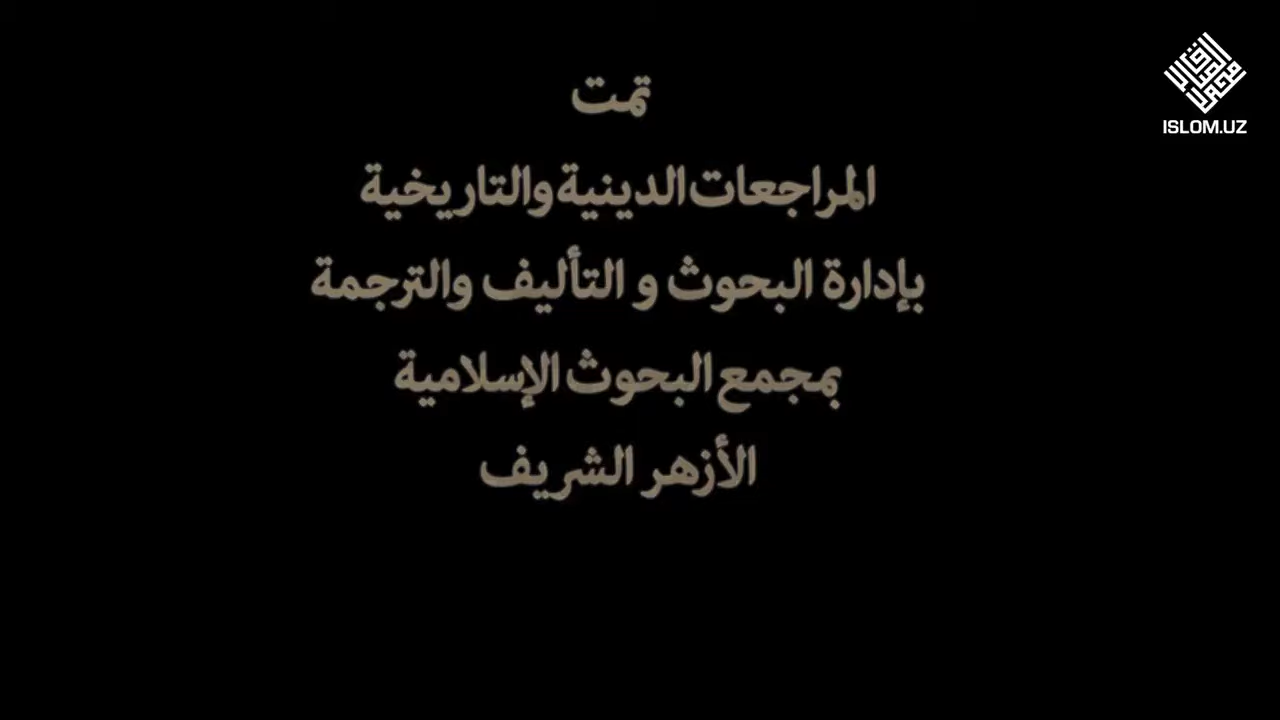 تمت
المراجعات الدينية والتاريخية
بإدارة البحوث و التأليف والترجمة
بمجمع البحوث الإسلامية
الأزهر الشريف
ISLOM.UZ